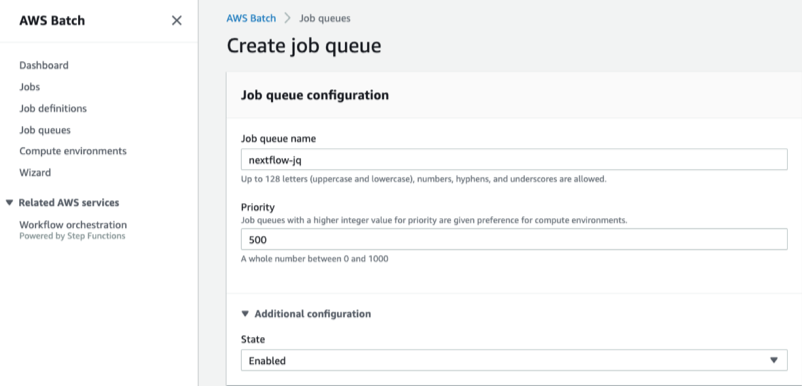 AWS Batch
Dashboard
Jobs
Job definitions
Job queues
Compute environments
Wizard
Related AWS services
Workflow orchestration
Powered by Step Functions
AWS Batch > Job queues
Create job queue
Job queue configuration
Job queue name
nextflow-jq
Up to 128 letters (uppercase and lowercase), numbers, hyphens, and underscores are allowed.
Priority
Job queues with a higher integer value for priority are given preference for compute environments.
500
A whole number between 0 and 1000
Additional configuration
State
Enabled